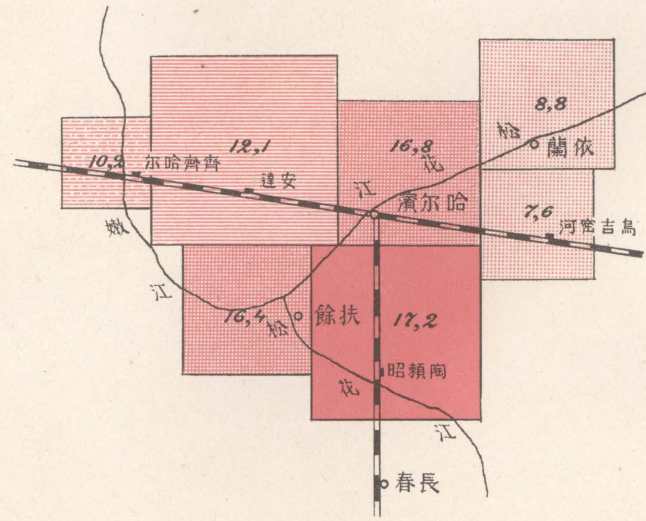 8,8
松
依蘭
12,1
16,8
花
10,2
齊齊哈尔
安達
江
哈尔濱
7,6
烏吉密河
嫩
江
16,4
松
扶餘
17,2
陶賴昭
花
江
長春